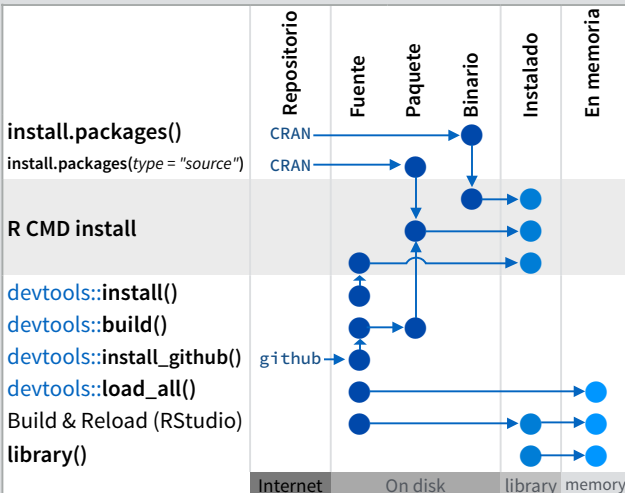 Repositorio
Fuente
Paquete
Binario
Instalado
En memoria
install.packages() CRAN
install.packages(type = "source") CRAN
R CMD install
devtools::install()
devtools::build()
devtools::install_github() github
devtools::load_all()
Build & Reload (RStudio)
library()
Internet On disk library memory